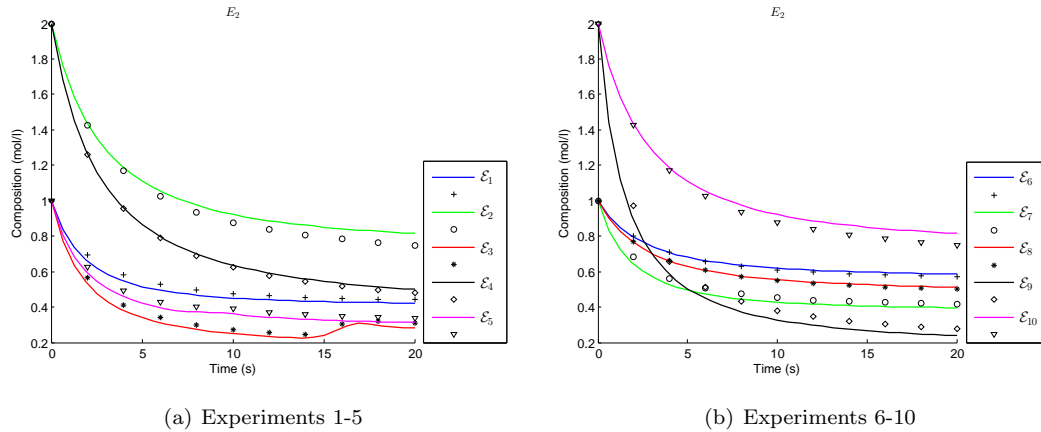 E₂
Composition (mol/l)
2
1.8
1.6
1.4
1.2
1
0.8
0.6
0.4
0.2
0 5 10 15 20
Time (s)
ℰ₁
ℰ₂
ℰ₃
ℰ₄
ℰ₅
(a) Experiments 1-5
E₂
Composition (mol/l)
2
1.8
1.6
1.4
1.2
1
0.8
0.6
0.4
0.2
0 5 10 15 20
Time (s)
ℰ₆
ℰ₇
ℰ₈
ℰ₉
ℰ₁₀
(b) Experiments 6-10